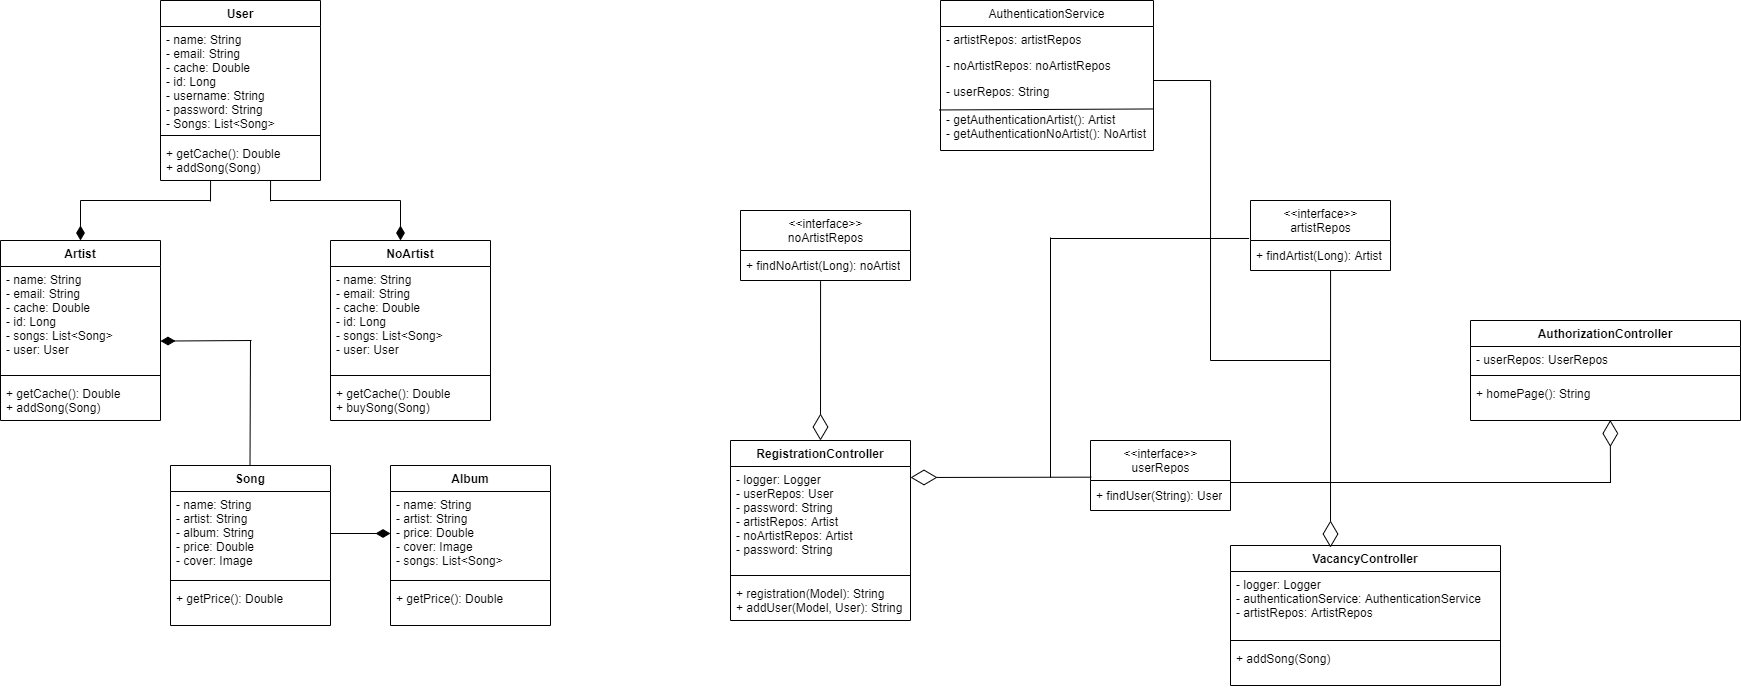 User
- name: String
- email: String
- cache: Double
- id: Long
- username: String
- password: String
- Songs: List<Song>
+ getCache(): Double
+ addSong(Song)
Artist
- name: String
- email: String
- cache: Double
- id: Long
- songs: List<Song>
- user: User
+ getCache(): Double
+ addSong(Song)
NoArtist
- name: String
- email: String
- cache: Double
- id: Long
- songs: List<Song>
- user: User
+ getCache(): Double
+ buySong(Song)
Song
- name: String
- artist: String
- album: String
- price: Double
- cover: Image
+ getPrice(): Double
Album
- name: String
- artist: String
- price: Double
- cover: Image
- songs: List<Song>
+ getPrice(): Double
AuthenticationService
- artistRepos: artistRepos
- noArtistRepos: noArtistRepos
- userRepos: String
- getAuthenticationArtist(): Artist
- getAuthenticationNoArtist(): NoArtist
<<interface>>
noArtistRepos
+ findNoArtist(Long): noArtist
<<interface>>
artistRepos
+ findArtist(Long): Artist
AuthorizationController
- userRepos: UserRepos
+ homePage(): String
RegistrationController
- logger: Logger
- userRepos: User
- password: String
- artistRepos: Artist
- noArtistRepos: Artist
- password: String
+ registration(Model): String
+ addUser(Model, User): String
<<interface>>
userRepos
+ findUser(String): User
VacancyController
- logger: Logger
- authenticationService: AuthenticationService
- artistRepos: ArtistRepos
+ addSong(Song)